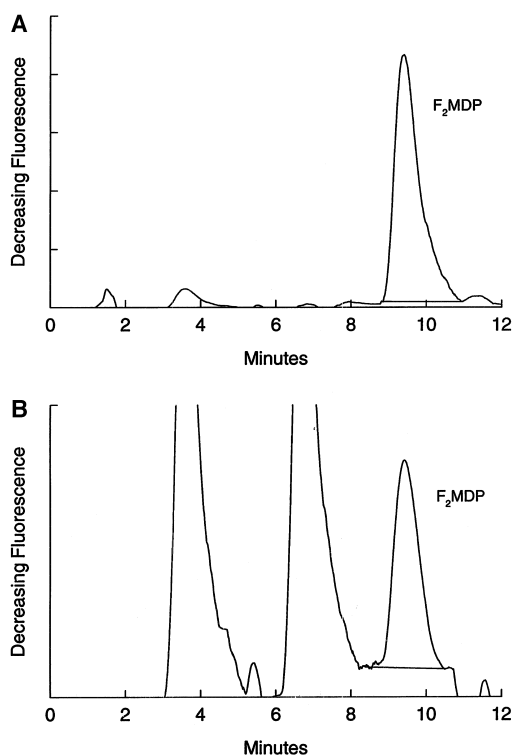 A
Decreasing Fluorescence
F₂MDP
0 2 4 6 8 10 12
Minutes
B
Decreasing Fluorescence
F₂MDP
0 2 4 6 8 10 12
Minutes